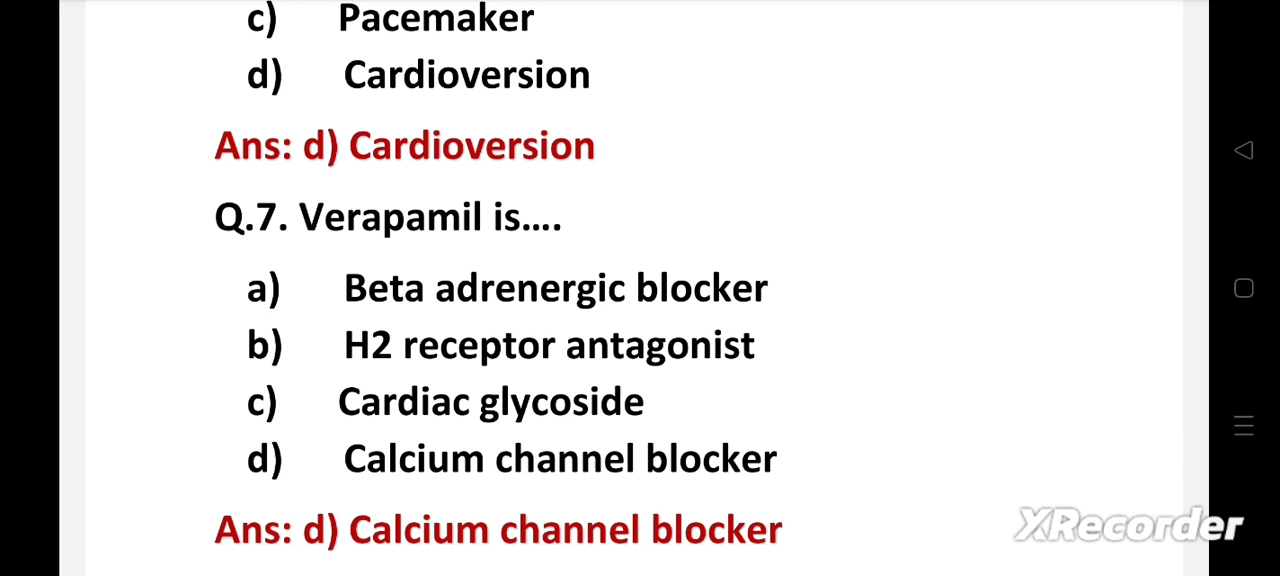 c) Pacemaker
d) Cardioversion
Ans: d) Cardioversion
Q.7. Verapamil is....
a) Beta adrenergic blocker
b) H2 receptor antagonist
c) Cardiac glycoside
d) Calcium channel blocker
Ans: d) Calcium channel blocker
XRecorder